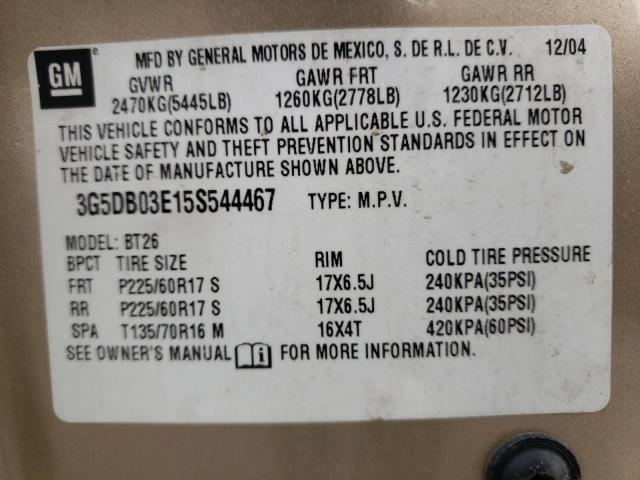 GM
MFD BY GENERAL MOTORS DE MEXICO, S. DE R.L. DE C.V. 12/04
GVWR GAWR FRT GAWR RR
2470KG(5445LB) 1260KG(2778LB) 1230KG(2712LB)
THIS VEHICLE CONFORMS TO ALL APPLICABLE U.S. FEDERAL MOTOR
VEHICLE SAFETY AND THEFT PREVENTION STANDARDS IN EFFECT ON
THE DATE OF MANUFACTURE SHOWN ABOVE.
3G5DB03E15S544467 TYPE: M.P.V.
MODEL: BT26
BPCT TIRE SIZE RIM COLD TIRE PRESSURE
FRT P225/60R17 S 17X6.5J 240KPA(35PSI)
RR P225/60R17 S 17X6.5J 240KPA(35PSI)
SPA T135/70R16 M 16X4T 420KPA(60PSI)
SEE OWNER'S MANUAL i FOR MORE INFORMATION.